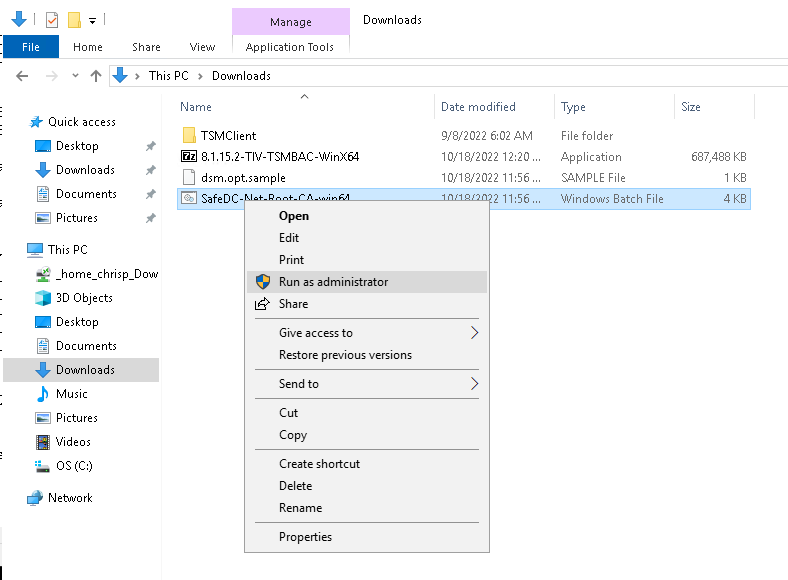 Manage
Downloads
File
Home
Share
View
Application Tools
This PC
Downloads
Name
Date modified
Type
Size
Quick access
Desktop
Downloads
Documents
Pictures
This PC
_home_chrisp_Dow
3D Objects
Desktop
Documents
Downloads
Music
Pictures
Videos
OS (C:)
Network
TSMClient 9/8/2022 6:02 AM File folder
7z 8.1.15.2-TIV-TSMBAC-WinX64 10/18/2022 12:20 ... Application 687,488 KB
dsm.opt.sample 10/18/2022 11:56 ... SAMPLE File 1 KB
SafeDC-Net-Root-CA-win64 10/18/2022 11:56 ... Windows Batch File 4 KB
Open
Edit
Print
Run as administrator
Share
Give access to
Restore previous versions
Send to
Cut
Copy
Create shortcut
Delete
Rename
Properties